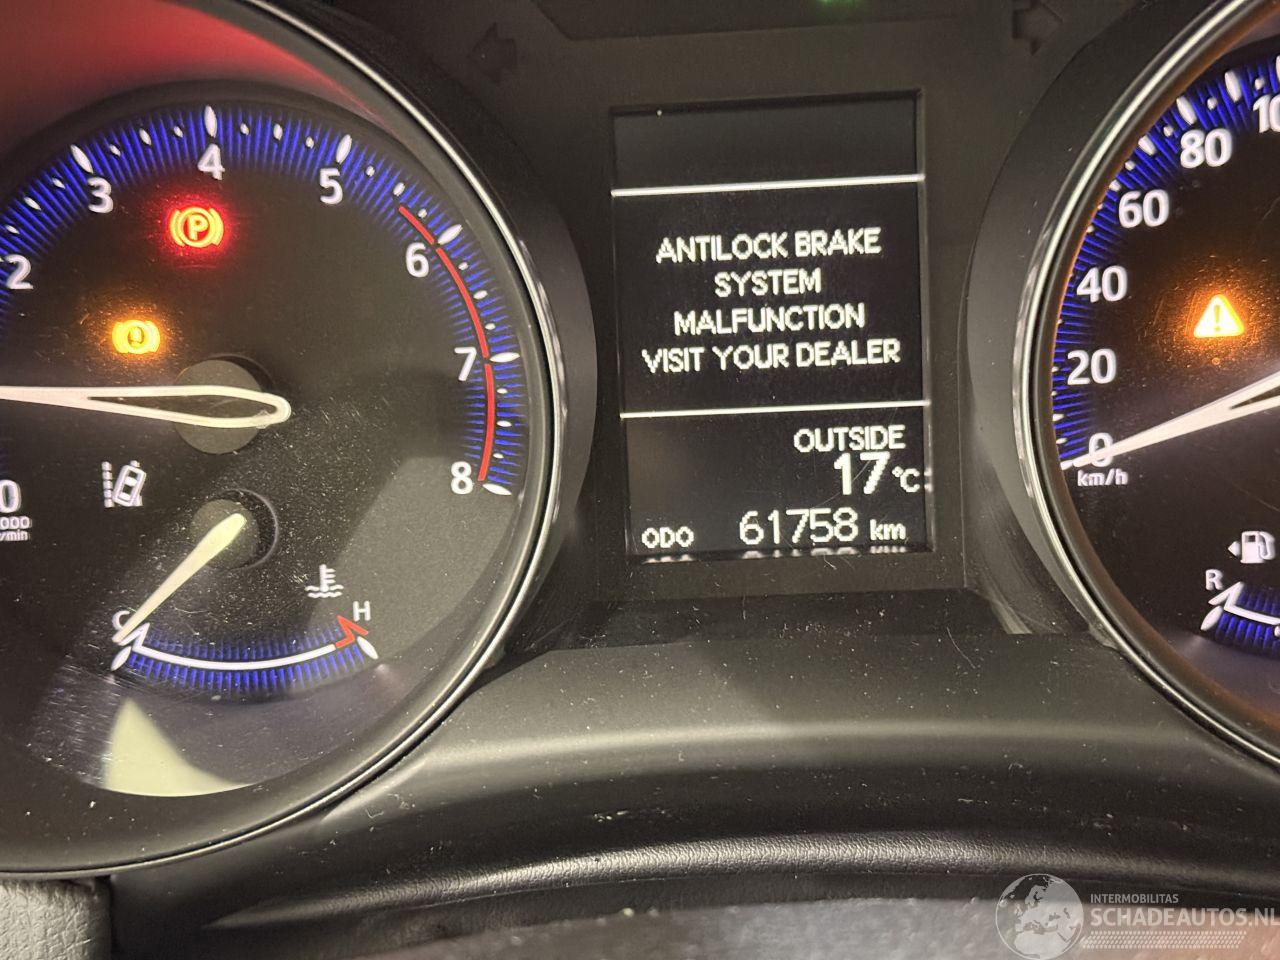 2
3
4
5
6
7
8
0
P
ANTILOCK BRAKE
SYSTEM
MALFUNCTION
VISIT YOUR DEALER
OUTSIDE
17°C
ODO 61758 km
C
H
80
60
40
20
0
km/h
R
INTERMOBILITAS
SCHADEAUTOS.NL